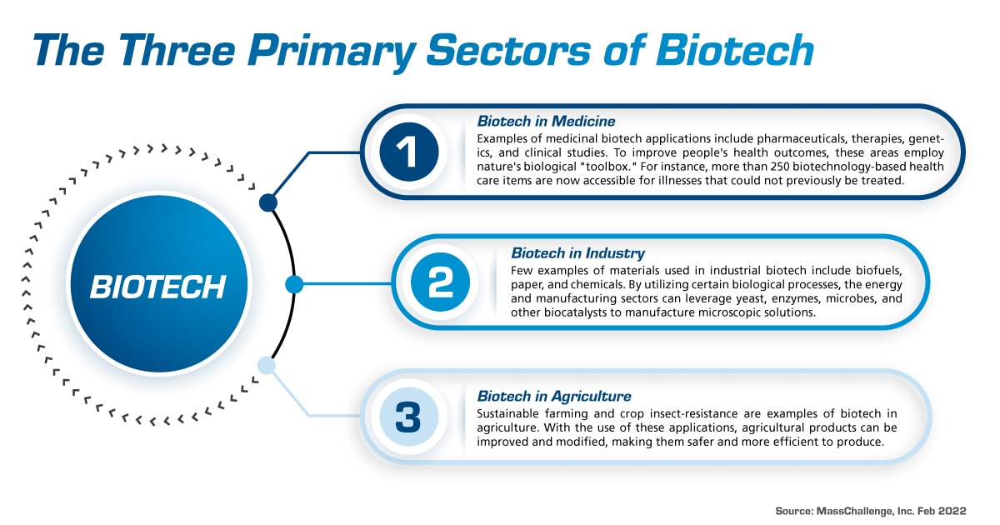 The Three Primary Sectors of Biotech
BIOTECH
1
Biotech in Medicine
Examples of medicinal biotech applications include pharmaceuticals, therapies, genet-
ics, and clinical studies. To improve people's health outcomes, these areas employ
nature's biological "toolbox." For instance, more than 250 biotechnology-based health
care items are now accessible for illnesses that could not previously be treated.
2
Biotech in Industry
Few examples of materials used in industrial biotech include biofuels,
paper, and chemicals. By utilizing certain biological processes, the energy
and manufacturing sectors can leverage yeast, enzymes, microbes, and
other biocatalysts to manufacture microscopic solutions.
3
Biotech in Agriculture
Sustainable farming and crop insect-resistance are examples of biotech in
agriculture. With the use of these applications, agricultural products can be
improved and modified, making them safer and more efficient to produce.
Source: MassChallenge, Inc. Feb 2022